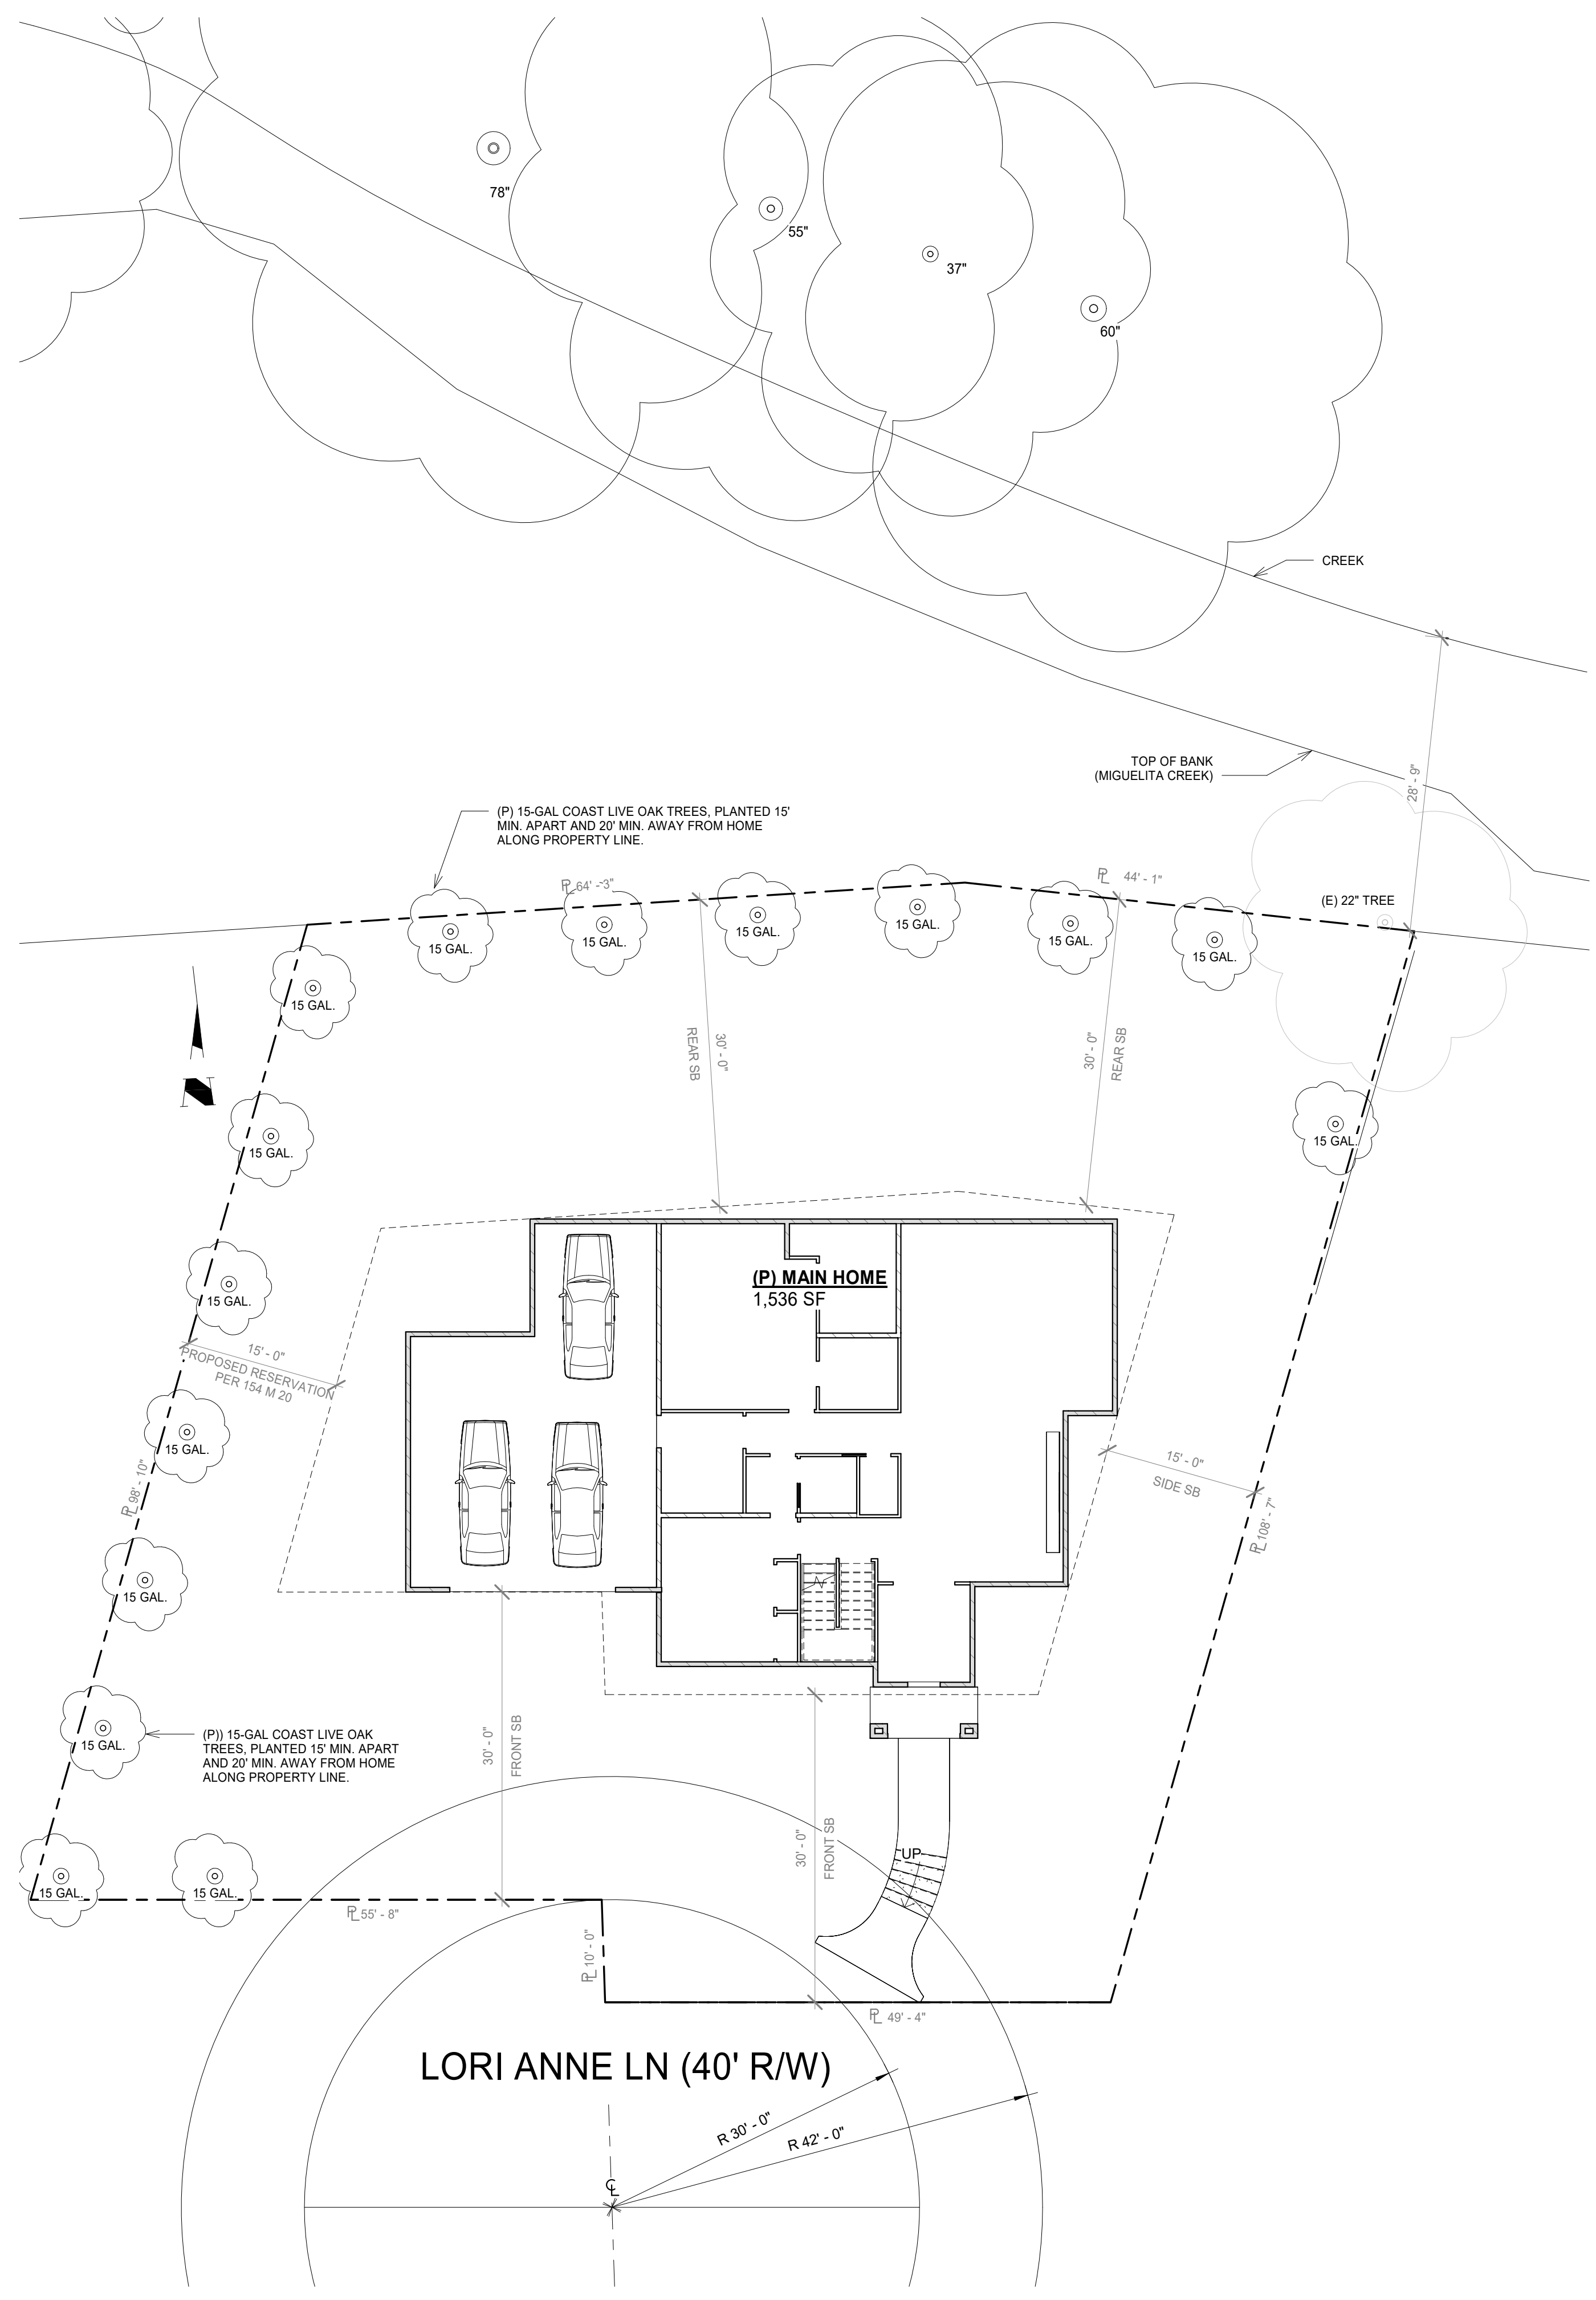 78"
55"
37"
60"
CREEK
28' - 9"
TOP OF BANK
(MIGUELITA CREEK)
(P) 15-GAL COAST LIVE OAK TREES, PLANTED 15'
MIN. APART AND 20' MIN. AWAY FROM HOME
ALONG PROPERTY LINE.
PL 64' - 3"
PL 44' - 1"
(E) 22" TREE
15 GAL.
15 GAL.
15 GAL.
15 GAL.
15 GAL.
15 GAL.
15 GAL.
N
REAR SB
30' - 0"
30' - 0"
REAR SB
15 GAL.
15 GAL.
15 GAL.
(P) MAIN HOME
1,536 SF
15' - 0"
PROPOSED RESERVATION
PER 154 M 20
15 GAL.
PL 98' - 10"
15' - 0"
SIDE SB
PL 108' - 7"
15 GAL.
15 GAL.
(P)) 15-GAL COAST LIVE OAK
TREES, PLANTED 15' MIN. APART
AND 20' MIN. AWAY FROM HOME
ALONG PROPERTY LINE.
30' - 0"
FRONT SB
30' - 0"
FRONT SB
UP
15 GAL.
15 GAL.
PL 55' - 8"
PL 10' - 0"
PL 49' - 4"
LORI ANNE LN (40' R/W)
R 30' - 0"
R 42' - 0"
CL